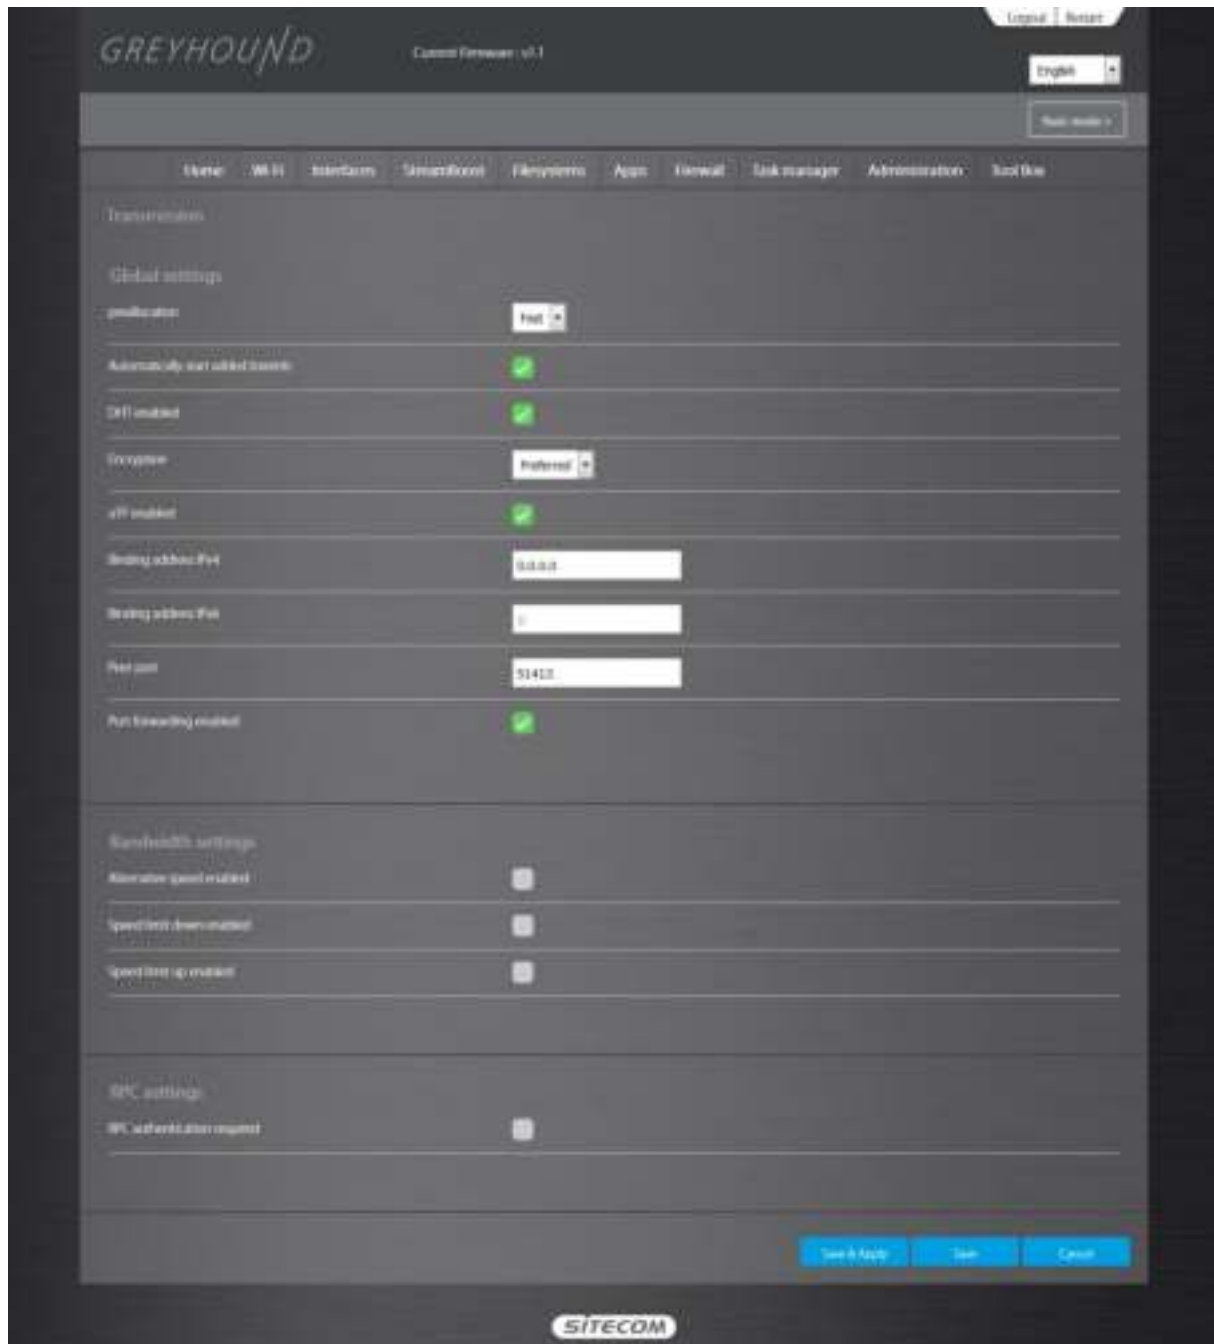 Logout Restart
GREYHOUND
Current Firmware : v1.1
English
Basic mode >
Home Wi-Fi Interfaces StreamBoost Filesystems Apps Firewall Task manager Administration Tool Box
Transmission
Global settings
preallocation
Fast
Automatically start added torrents
DHT enabled
Encryption
Preferred
uTP enabled
Binding address IPv4
0.0.0.0
Binding address IPv6
Peer port
51413
Port forwarding enabled
Bandwidth settings
Alternative speed enabled
Speed limit down enabled
Speed limit up enabled
RPC settings
RPC authentication required
Save & Apply Save Cancel
SITECOM